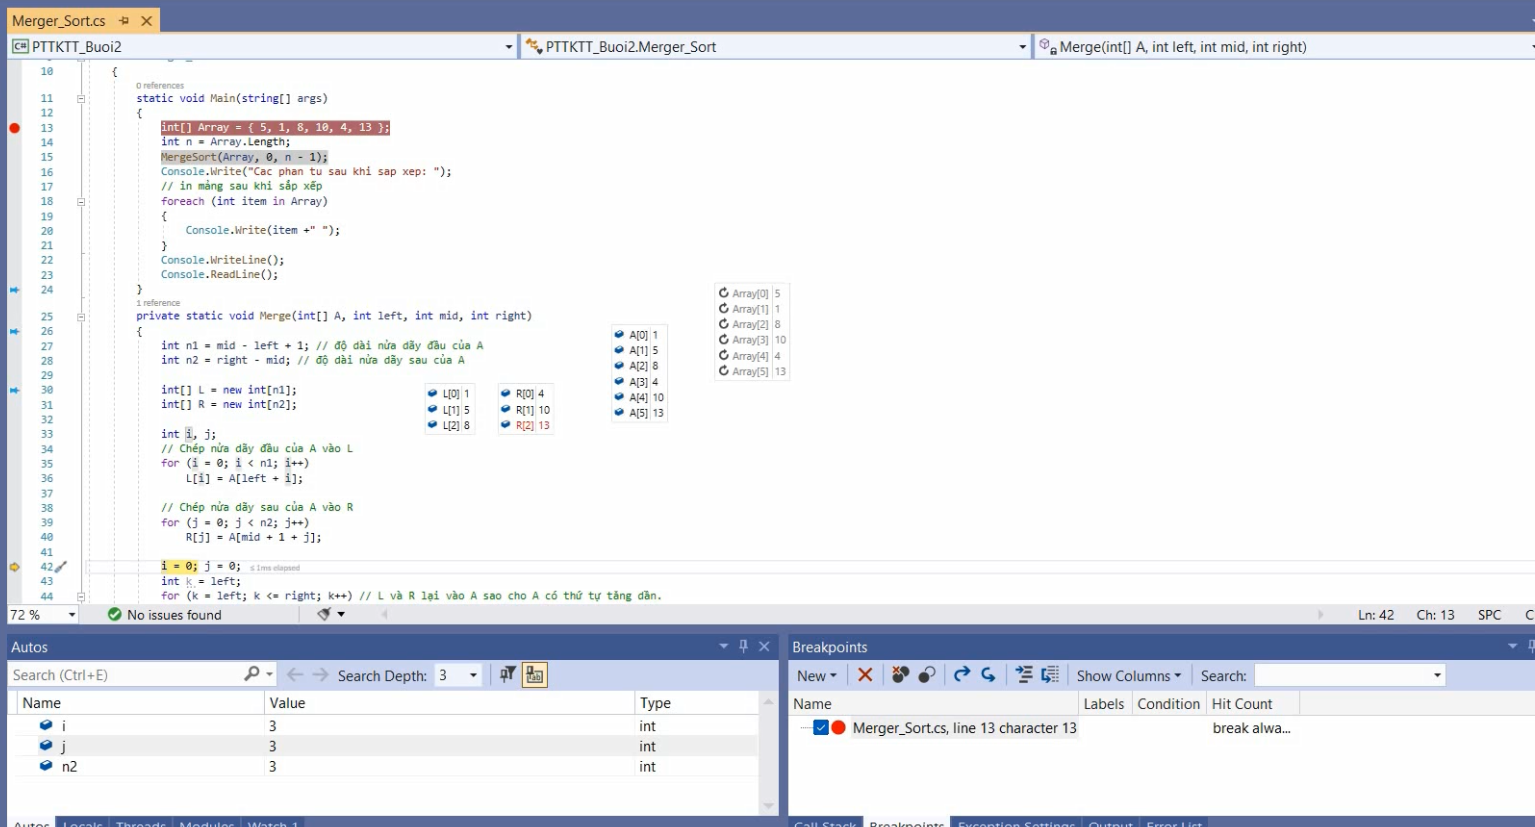 Merger_Sort.cs
C# PTTKTT_Buoi2
PTTKTT_Buoi2.Merger_Sort
Merge(int[] A, int left, int mid, int right)
10 {
0 references
11 static void Main(string[] args)
12 {
13 int[] Array = { 5, 1, 8, 10, 4, 13 };
14 int n = Array.Length;
15 MergeSort(Array, 0, n - 1);
16 Console.Write("Cac phan tu sau khi sap xep: ");
17 // in mảng sau khi sắp xếp
18 foreach (int item in Array)
19 {
20 Console.Write(item +" ");
21 }
22 Console.WriteLine();
23 Console.ReadLine();
24 }
1 reference
25 private static void Merge(int[] A, int left, int mid, int right)
26 {
27 int n1 = mid - left + 1; // độ dài nửa dãy đầu của A
28 int n2 = right - mid; // độ dài nửa dãy sau của A
29
30 int[] L = new int[n1];
31 int[] R = new int[n2];
32
33 int i, j;
34 // Chép nửa dãy đầu của A vào L
35 for (i = 0; i < n1; i++)
36 L[i] = A[left + i];
37
38 // Chép nửa dãy sau của A vào R
39 for (j = 0; j < n2; j++)
40 R[j] = A[mid + 1 + j];
41
42 i = 0; j = 0; ≤ 1ms elapsed
43 int k = left;
44 for (k = left; k <= right; k++) // L và R lại vào A sao cho A có thứ tự tăng dần.
L[0] 1
L[1] 5
L[2] 8
R[0] 4
R[1] 10
R[2] 13
A[0] 1
A[1] 5
A[2] 8
A[3] 4
A[4] 10
A[5] 13
Array[0] 5
Array[1] 1
Array[2] 8
Array[3] 10
Array[4] 4
Array[5] 13
72 % No issues found Ln: 42 Ch: 13 SPC
Autos
Search (Ctrl+E) Search Depth: 3
Name Value Type
i 3 int
j 3 int
n2 3 int
Autos Locals Threads Modules Watch 1
Breakpoints
New Show Columns Search:
Name Labels Condition Hit Count
Merger_Sort.cs, line 13 character 13 break alwa...
Call Stack Breakpoints Exception Settings Output Error List